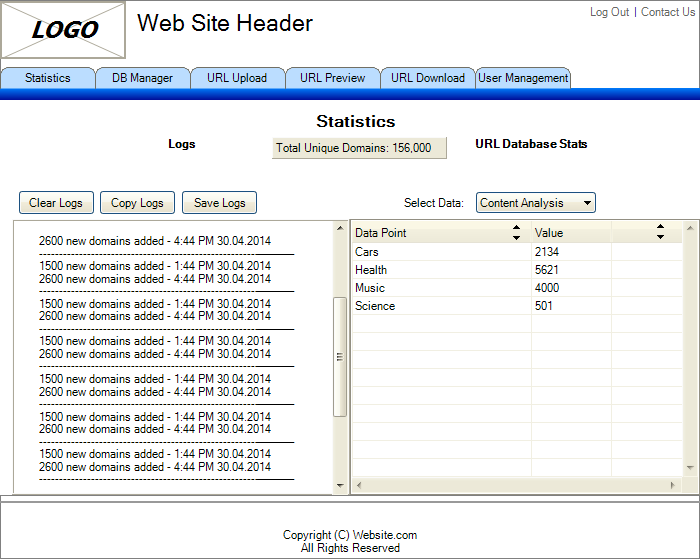 LOGO
Web Site Header
Log Out | Contact Us
Statistics
DB Manager
URL Upload
URL Preview
URL Download
User Management
Statistics
Logs
Total Unique Domains: 156,000
URL Database Stats
Clear Logs
Copy Logs
Save Logs
Select Data:
Content Analysis
2600 new domains added - 4:44 PM 30.04.2014
1500 new domains added - 1:44 PM 30.04.2014
2600 new domains added - 4:44 PM 30.04.2014
1500 new domains added - 1:44 PM 30.04.2014
2600 new domains added - 4:44 PM 30.04.2014
1500 new domains added - 1:44 PM 30.04.2014
2600 new domains added - 4:44 PM 30.04.2014
1500 new domains added - 1:44 PM 30.04.2014
2600 new domains added - 4:44 PM 30.04.2014
1500 new domains added - 1:44 PM 30.04.2014
2600 new domains added - 4:44 PM 30.04.2014
1500 new domains added - 1:44 PM 30.04.2014
2600 new domains added - 4:44 PM 30.04.2014
Data Point Value
Cars 2134
Health 5621
Music 4000
Science 501
Copyright (C) Website.com
All Rights Reserved